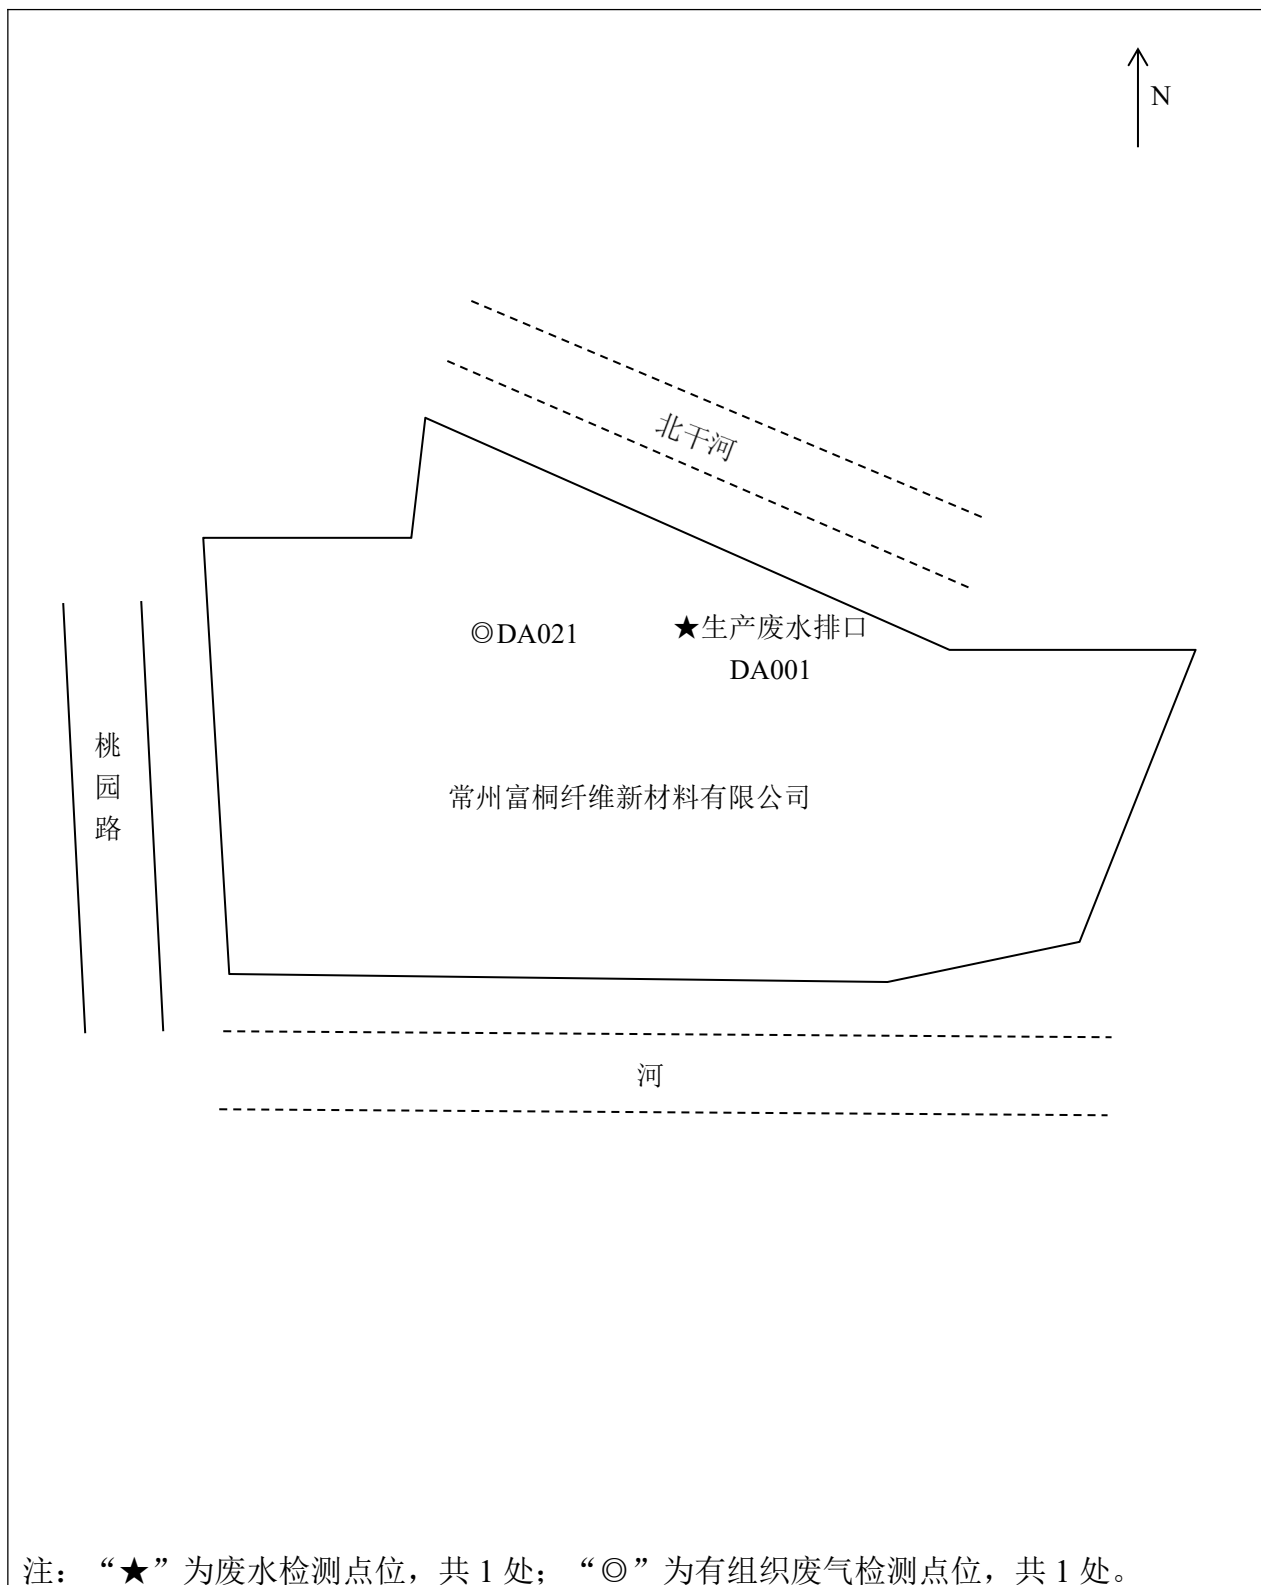 N
北干河
◎DA021
★生产废水排口
DA001
桃园路
常州富桐纤维新材料有限公司
河
注：“★”为废水检测点位，共 1 处；“◎”为有组织废气检测点位，共 1 处。